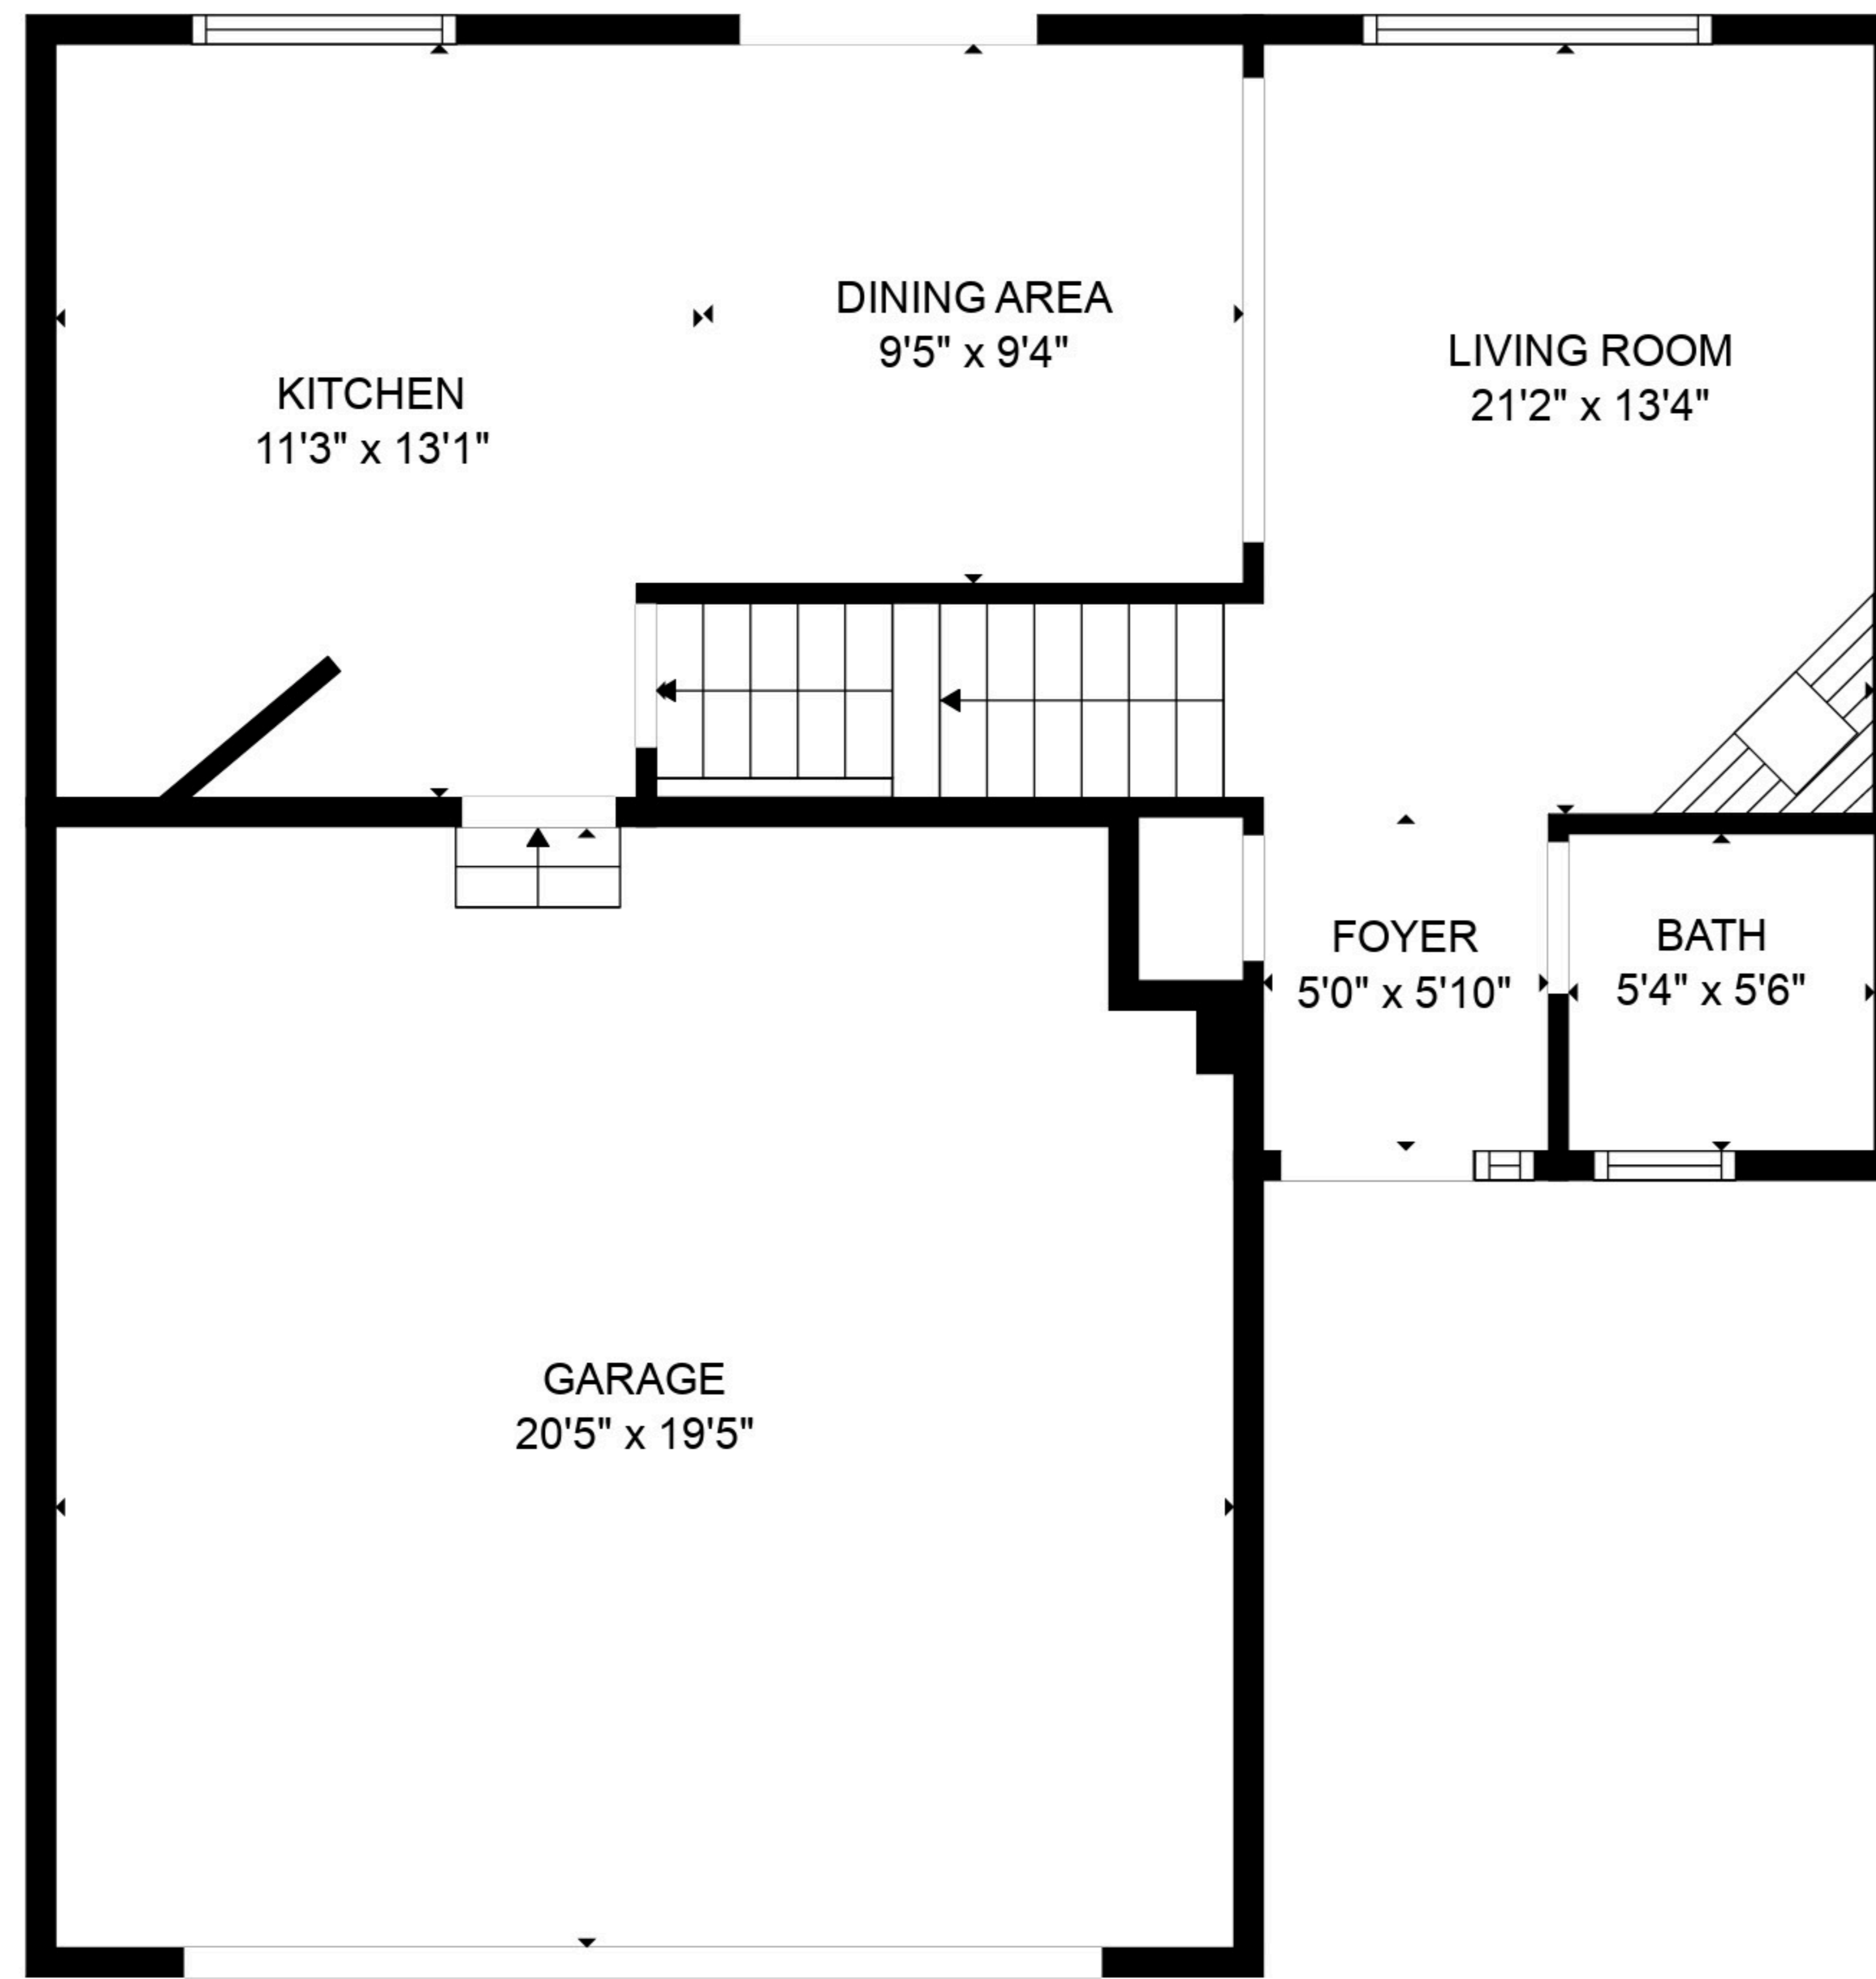 DINING AREA
9'5" x 9'4"
LIVING ROOM
21'2" x 13'4"
KITCHEN
11'3" x 13'1"
FOYER
5'0" x 5'10"
BATH
5'4" x 5'6"
GARAGE
20'5" x 19'5"